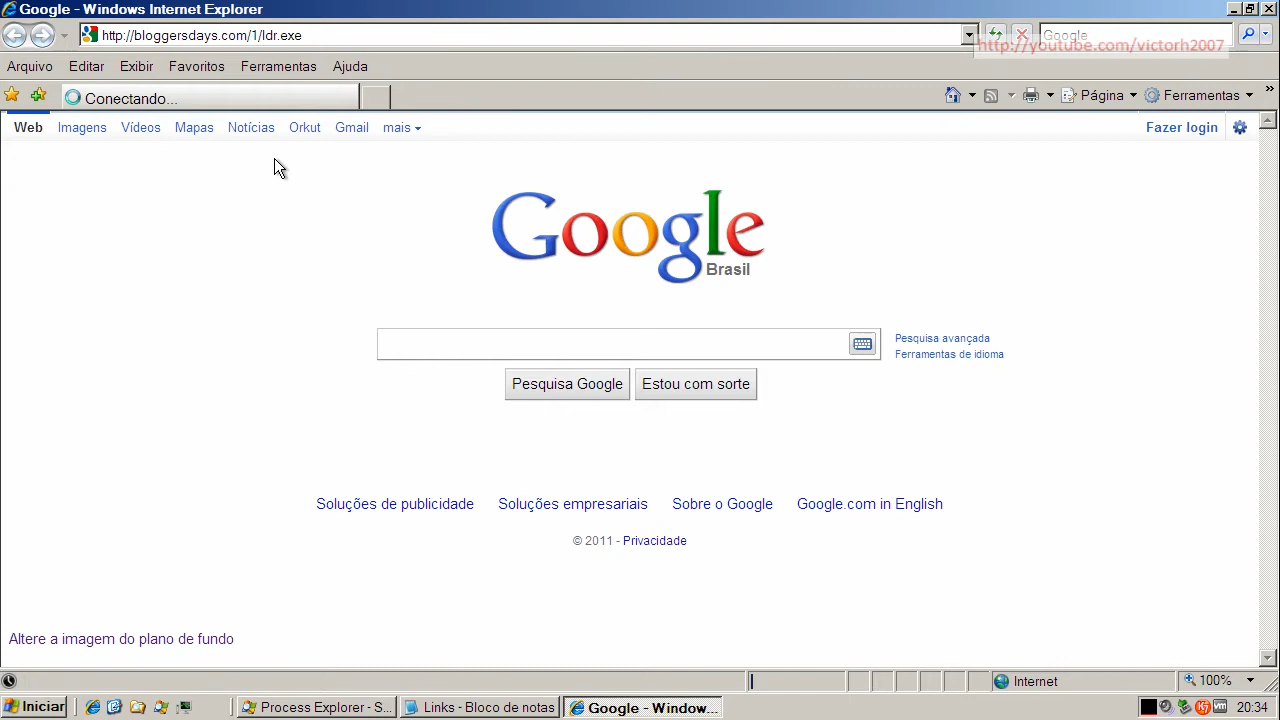 Google - Windows Internet Explorer
http://bloggersdays.com/1/ldr.exe
Google
http://youtube.com/victorh2007
Arquivo Editar Exibir Favoritos Ferramentas Ajuda
Conectando...
Página Ferramentas
Web Imagens Vídeos Mapas Notícias Orkut Gmail mais
Fazer login
Google
Brasil
Pesquisa avançada
Ferramentas de idioma
Pesquisa Google Estou com sorte
Soluções de publicidade Soluções empresariais Sobre o Google Google.com in English
© 2011 - Privacidade
Altere a imagem do plano de fundo
Internet
100%
Iniciar
Process Explorer - S...
Links - Bloco de notas
Google - Window...
K7
vm
20:34